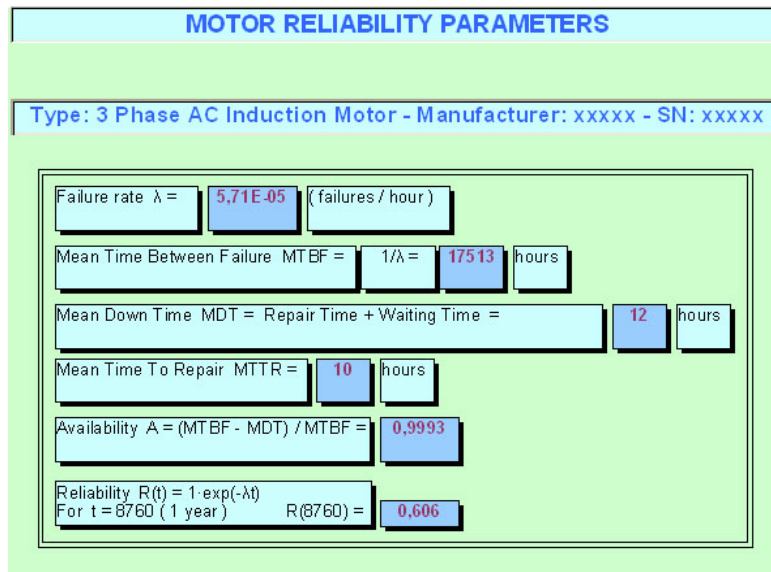 MOTOR RELIABILITY PARAMETERS
Type: 3 Phase AC Induction Motor - Manufacturer: xxxxx - SN: xxxxx
Failure rate λ = 5,71E-05 ( failures / hour )
Mean Time Between Failure MTBF = 1/λ = 17513 hours
Mean Down Time MDT = Repair Time + Waiting Time = 12 hours
Mean Time To Repair MTTR = 10 hours
Availability A = (MTBF - MDT) / MTBF = 0,9993
Reliability R(t) = 1·exp(-λt)
For t = 8760 ( 1 year ) R(8760) = 0,606